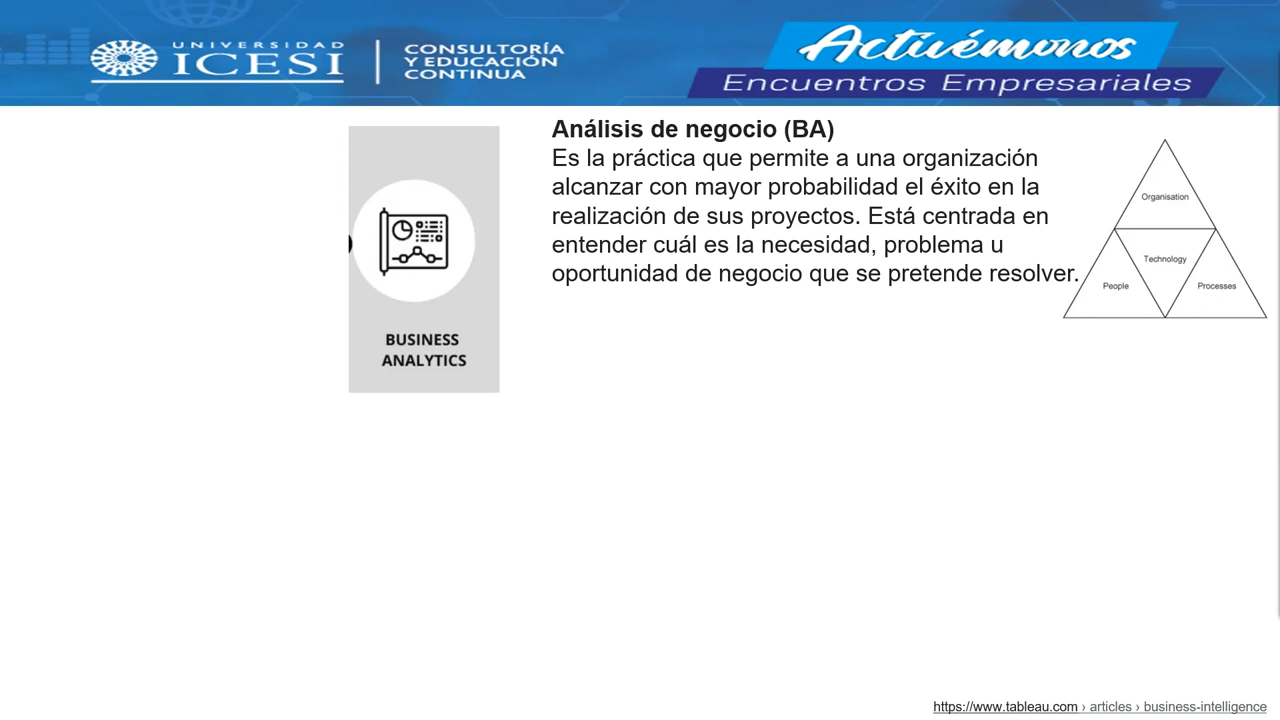 UNIVERSIDAD
ICESI
CONSULTORÍA
Y EDUCACIÓN
CONTINUA
Activémonos
Encuentros Empresariales
BUSINESS
ANALYTICS
Análisis de negocio (BA)
Es la práctica que permite a una organización
alcanzar con mayor probabilidad el éxito en la
realización de sus proyectos. Está centrada en
entender cuál es la necesidad, problema u
oportunidad de negocio que se pretende resolver.
Organisation
Technology
People
Processes
https://www.tableau.com › articles › business-intelligence